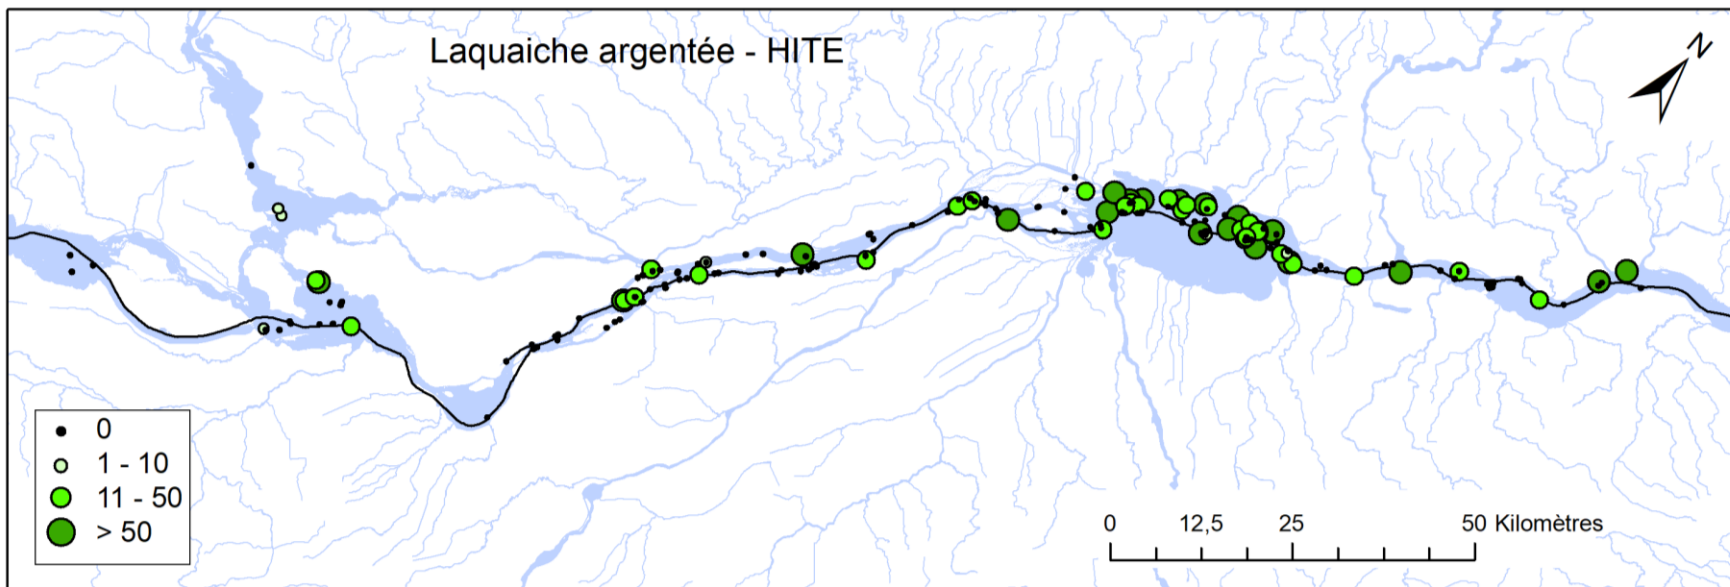 Laquaiche argentée - HITE
N
0
1 - 10
11 - 50
> 50
0 12,5 25 50 Kilomètres